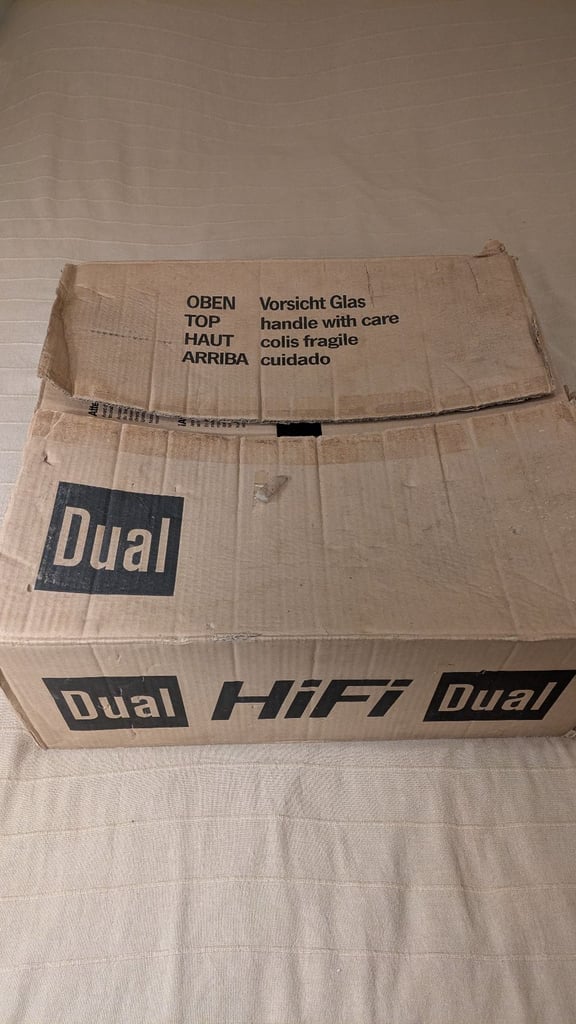 OBEN Vorsicht Glas
TOP handle with care
HAUT colis fragile
ARRIBA cuidado
Dual
Dual HiFi Dual